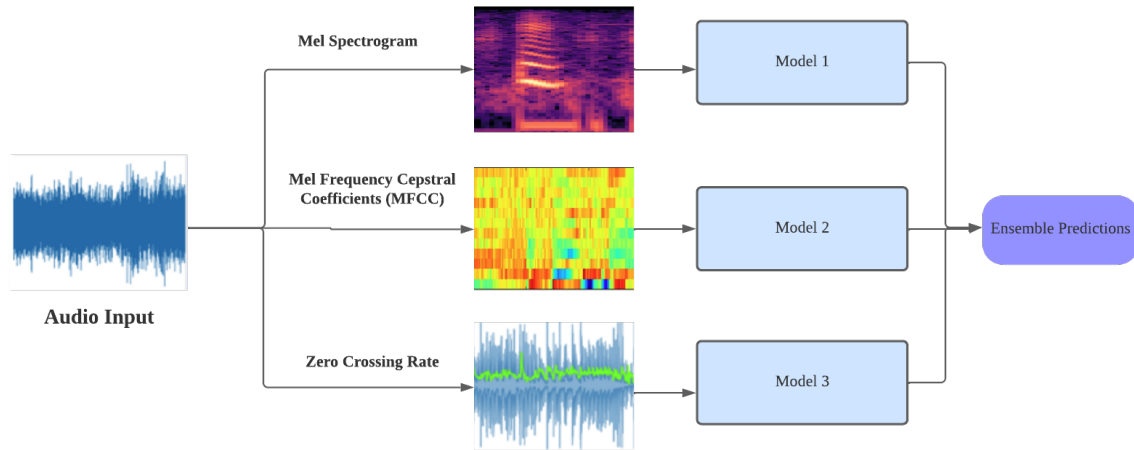 Mel Spectrogram
Model 1
Mel Frequency Cepstral
Coefficients (MFCC)
Model 2
Ensemble Predictions
Audio Input
Zero Crossing Rate
Model 3